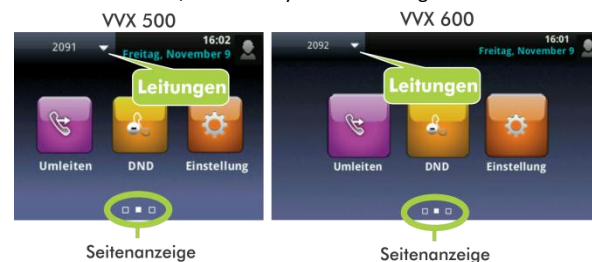 VVX 500
VVX 600
2091
16:02
Freitag, November 9
2092
16:01
Freitag, November 9
Leitungen
Leitungen
Umleiten DND Einstellung
Umleiten DND Einstellung
Seitenanzeige
Seitenanzeige